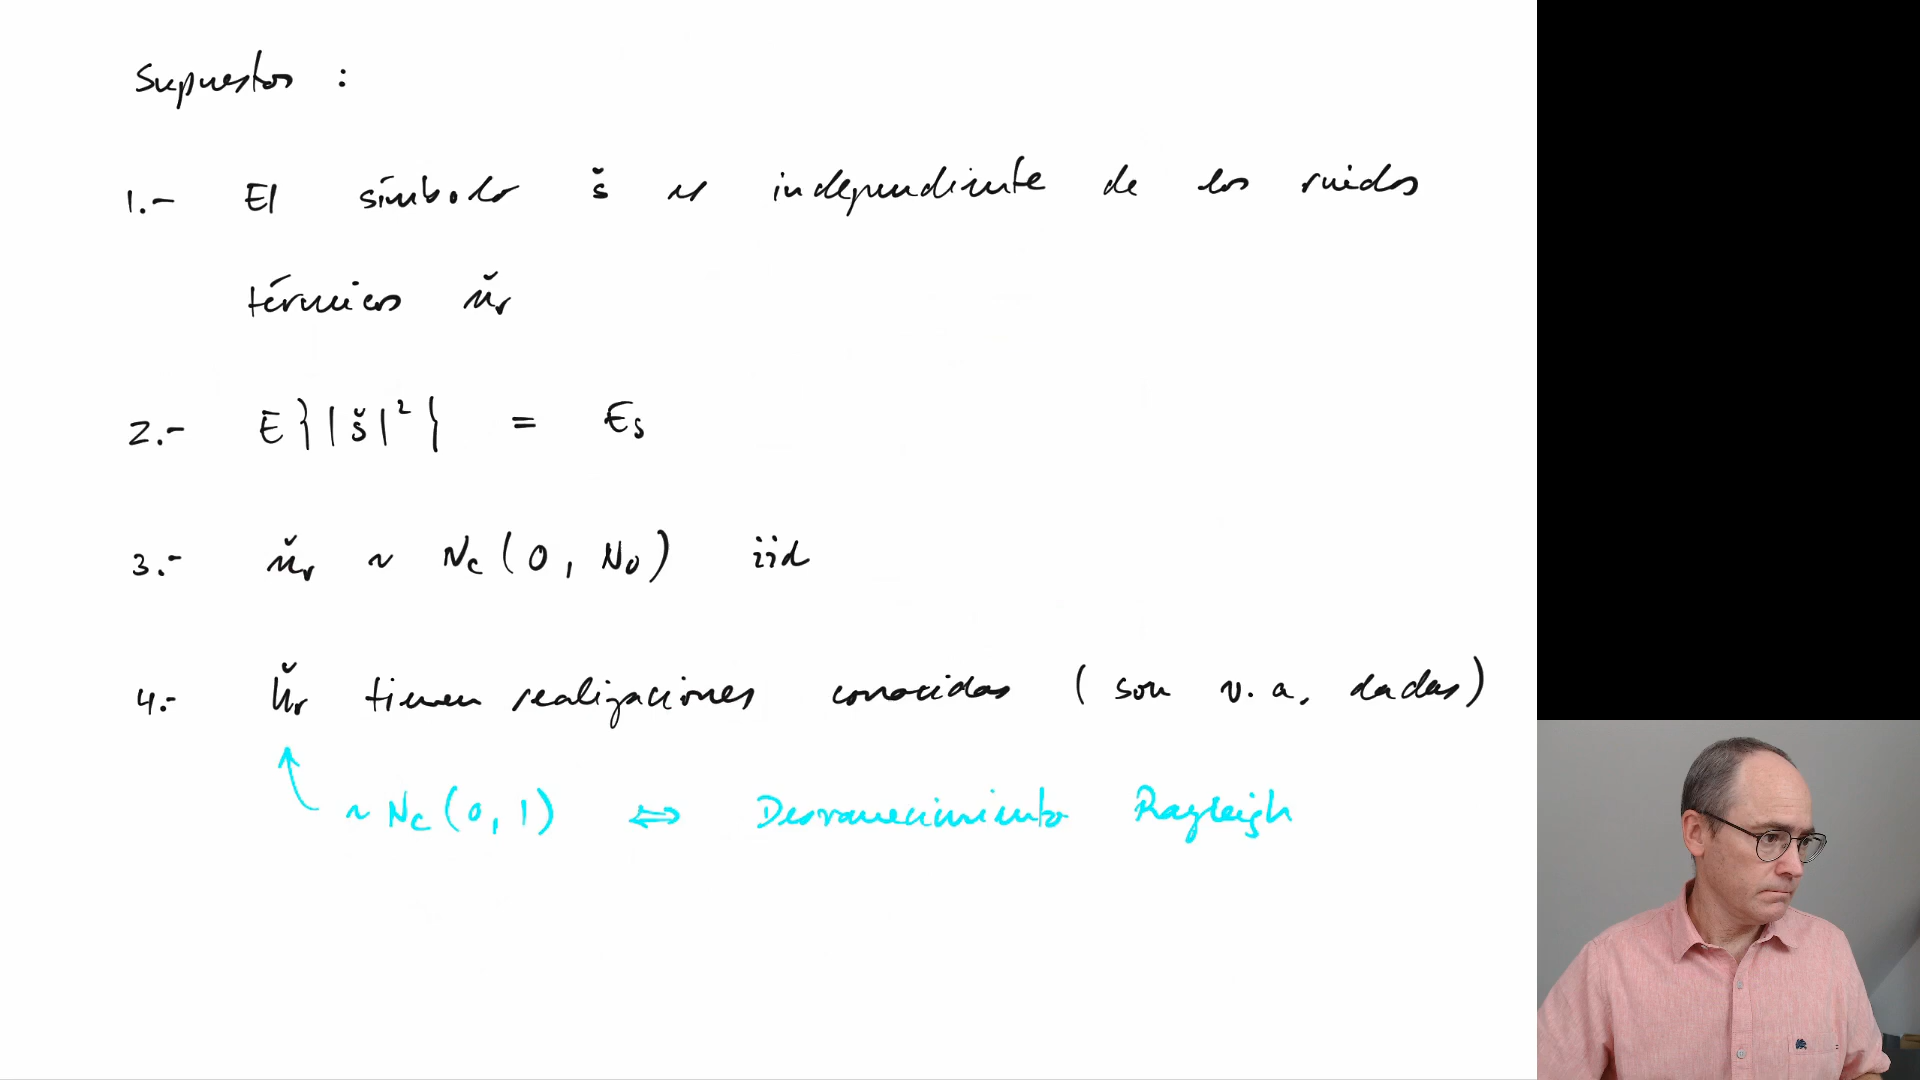 Supuestos :
1.- El símbolo š es independiente de los ruidos
térmicos ňr
2.- E{|š|²} = Es
3.- ňr ~ Nc(0, N0) iid
4.- ȟr tienen realizaciones conocidas (son v.a. dadas)
~ Nc(0,1) ⇔ Desvanecimiento Rayleigh